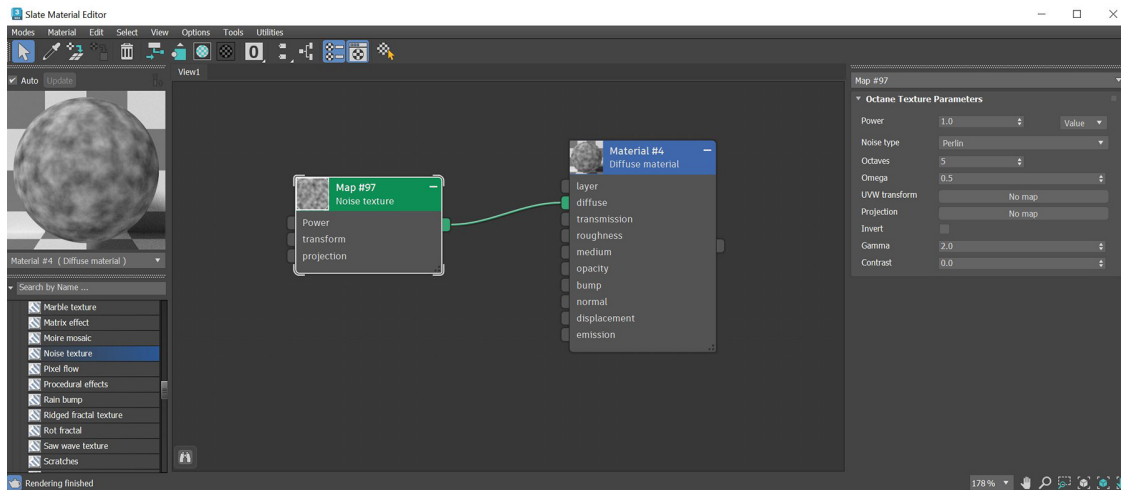 Slate Material Editor
Modes Material Edit Select View Options Tools Utilities
0
View1
Auto Update
Material #4 ( Diffuse material )
Search by Name ...
Marble texture
Matrix effect
Moire mosaic
Noise texture
Pixel flow
Procedural effects
Rain bump
Ridged fractal texture
Rot fractal
Saw wave texture
Scratches
Map #97
Noise texture
Power
transform
projection
Material #4
Diffuse material
layer
diffuse
transmission
roughness
medium
opacity
bump
normal
displacement
emission
Map #97
Octane Texture Parameters
Power 1.0 Value
Noise type Perlin
Octaves 5
Omega 0.5
UVW transform No map
Projection No map
Invert
Gamma 2.0
Contrast 0.0
Rendering finished
178%